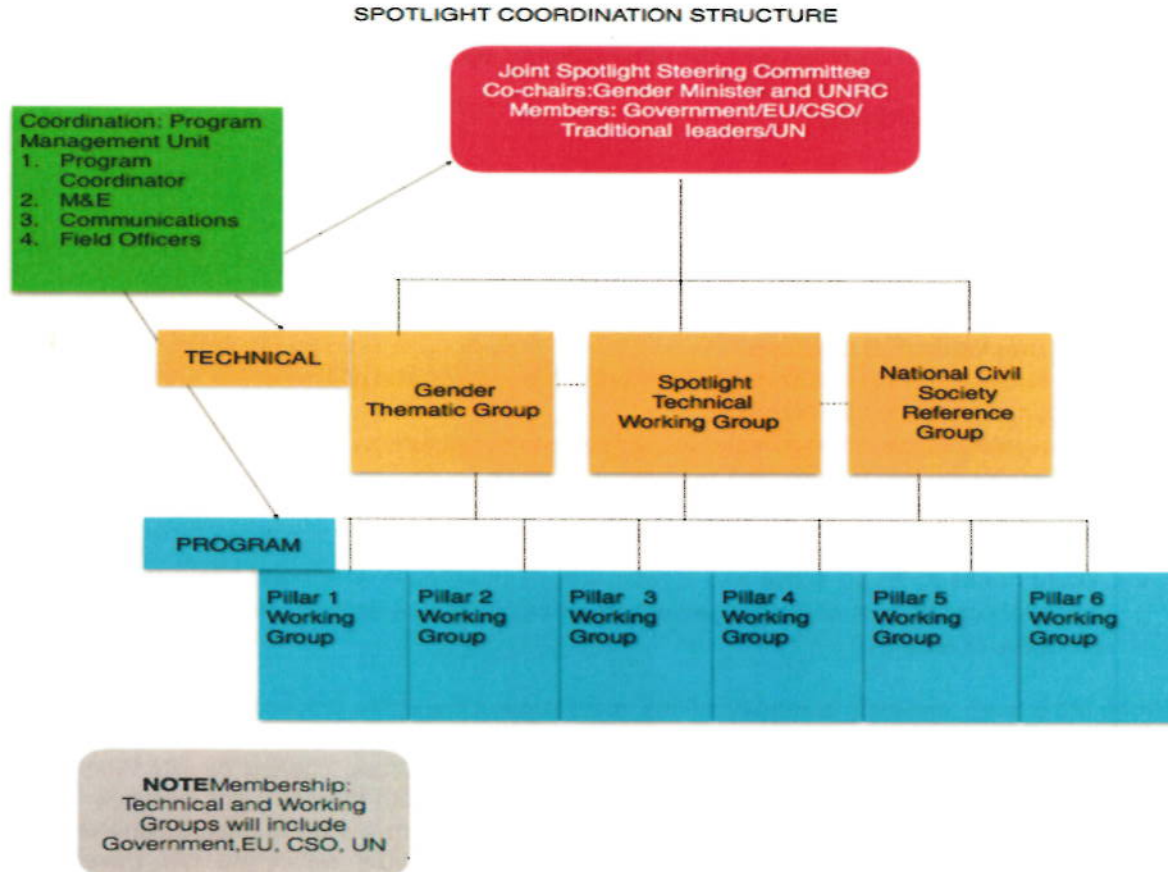 SPOTLIGHT COORDINATION STRUCTURE
Joint Spotlight Steering Committee
Co-chairs:Gender Minister and UNRC
Members: Government/EU/CSO/
Traditional leaders/UN
Coordination: Program
Management Unit
1. Program
Coordinator
2. M&E
3. Communications
4. Field Officers
TECHNICAL
Gender
Thematic Group
Spotlight
Technical
Working Group
National Civil
Society
Reference
Group
PROGRAM
Pillar 1
Working
Group
Pillar 2
Working
Group
Pillar 3
Working
Group
Pillar 4
Working
Group
Pillar 5
Working
Group
Pillar 6
Working
Group
NOTEMembership:
Technical and Working
Groups will include
Government,EU, CSO, UN